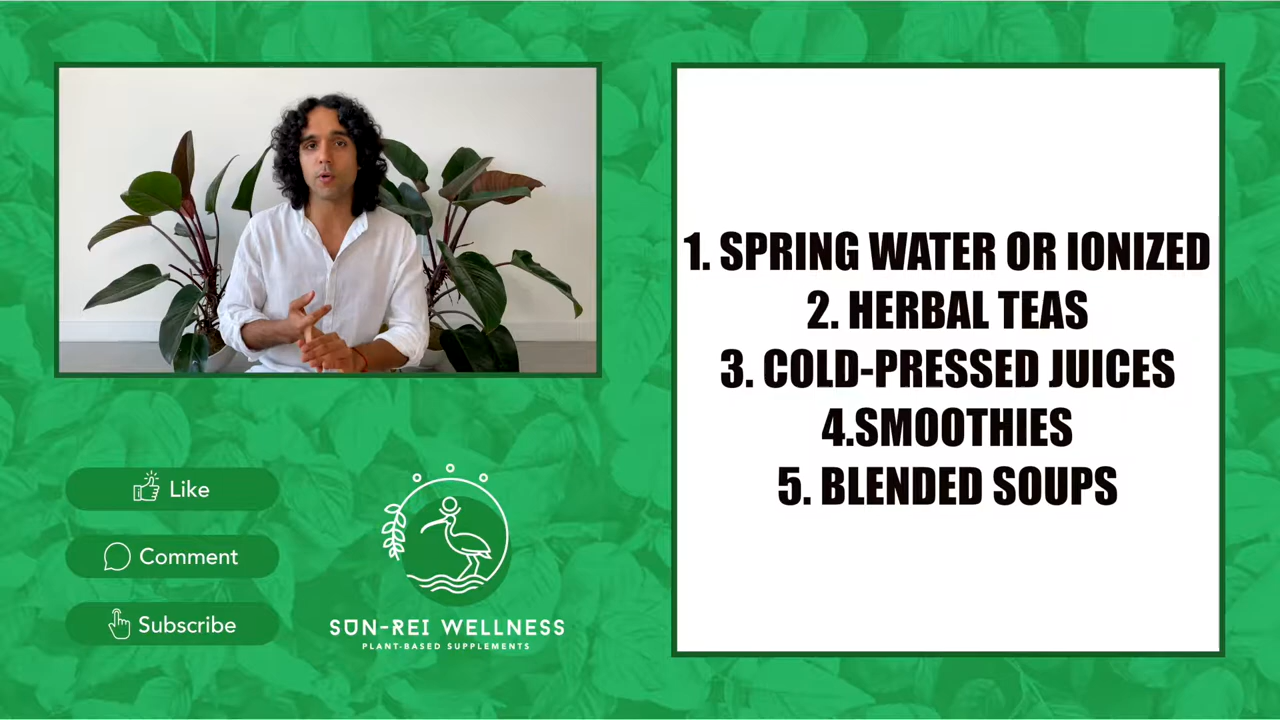 1. SPRING WATER OR IONIZED
2. HERBAL TEAS
3. COLD-PRESSED JUICES
4.SMOOTHIES
5. BLENDED SOUPS
Like
Comment
Subscribe
SUN-REI WELLNESS
PLANT-BASED SUPPLEMENTS